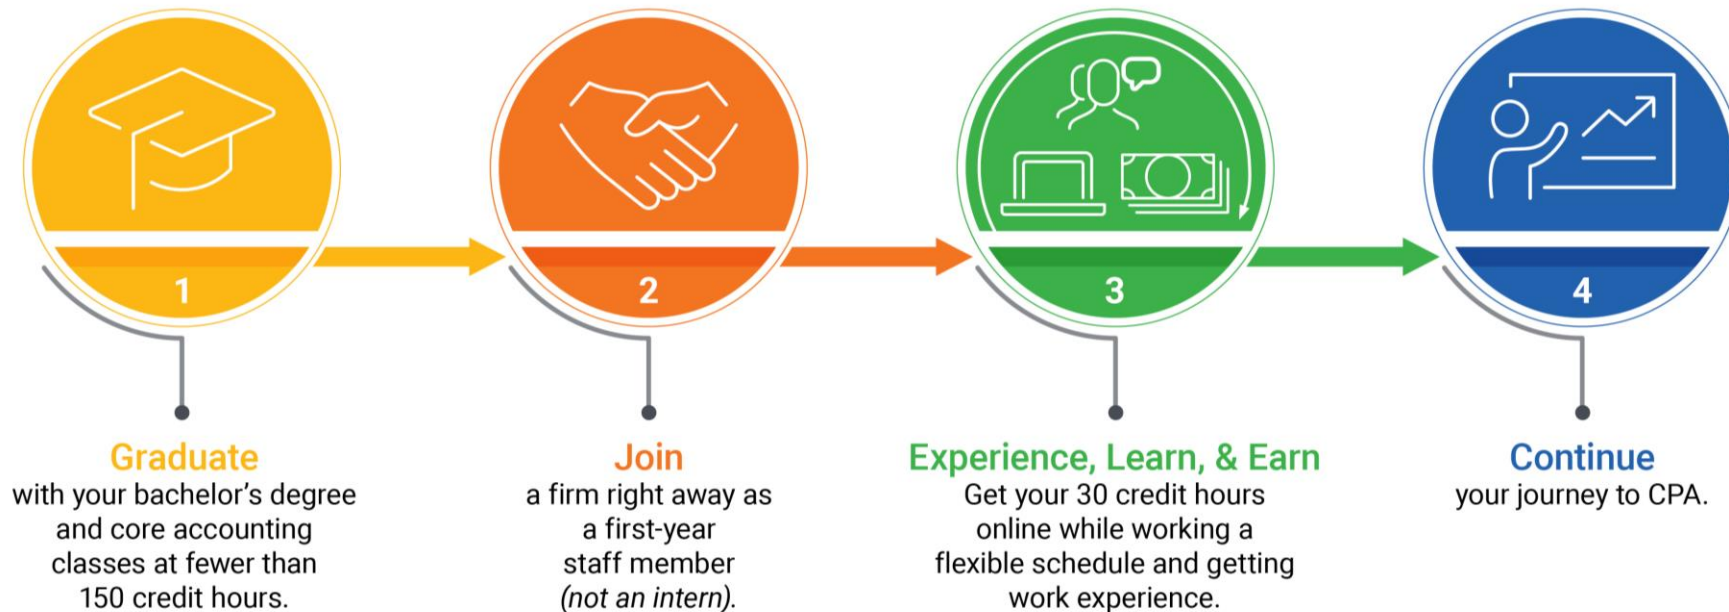 1
2
3
4
Graduate
with your bachelor’s degree
and core accounting
classes at fewer than
150 credit hours.
Join
a firm right away as
a first-year
staff member
(not an intern).
Experience, Learn, & Earn
Get your 30 credit hours
online while working a
flexible schedule and getting
work experience.
Continue
your journey to CPA.